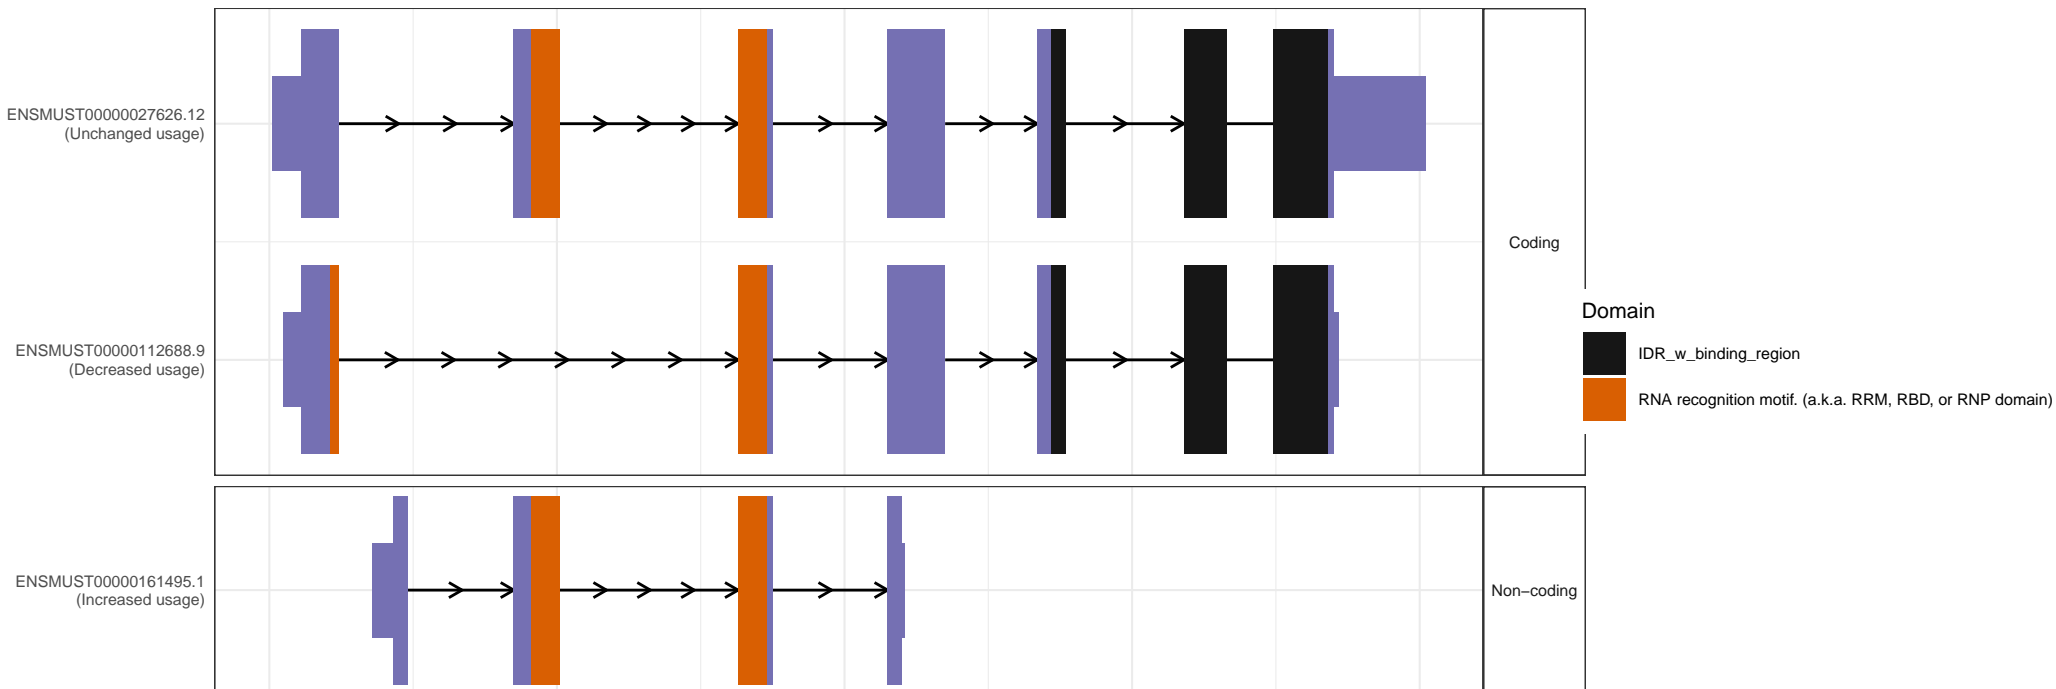 ENSMUST00000027626.12
(Unchanged usage)
Coding
ENSMUST00000112688.9
(Decreased usage)
Domain
IDR_w_binding_region
RNA recognition motif. (a.k.a. RRM, RBD, or RNP domain)
ENSMUST00000161495.1
(Increased usage)
Non−coding